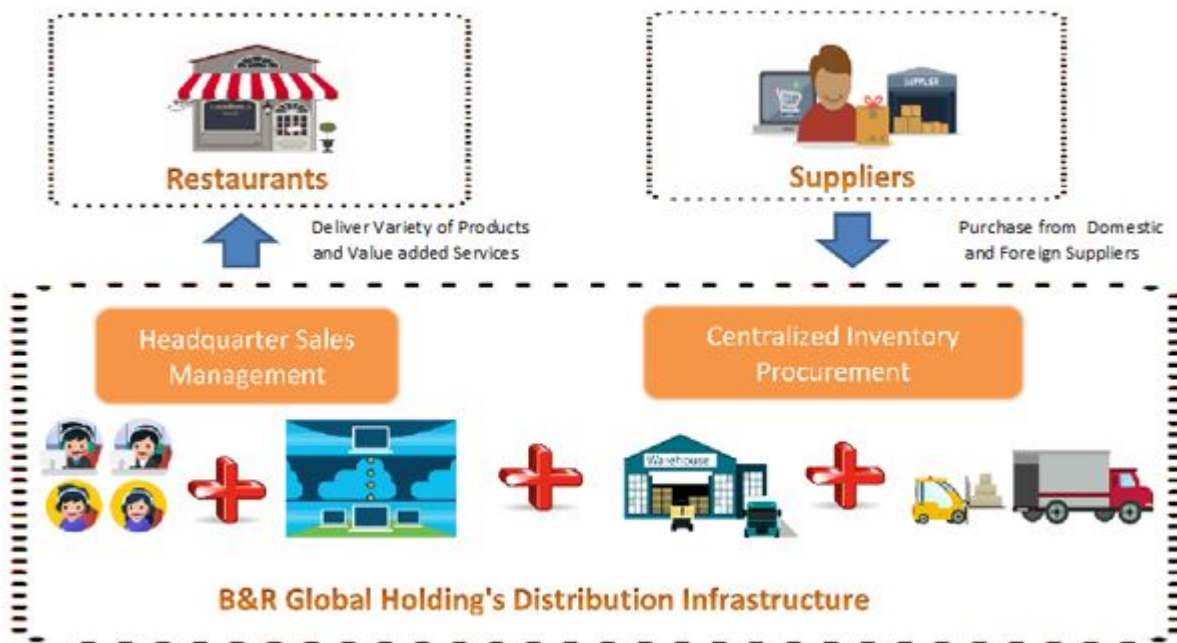 Restaurants
SUPPLIER
Suppliers
Deliver Variety of Products
and Value added Services
Purchase from Domestic
and Foreign Suppliers
Headquarter Sales
Management
Centralized Inventory
Procurement
Warehouse
B&R Global Holding's Distribution Infrastructure